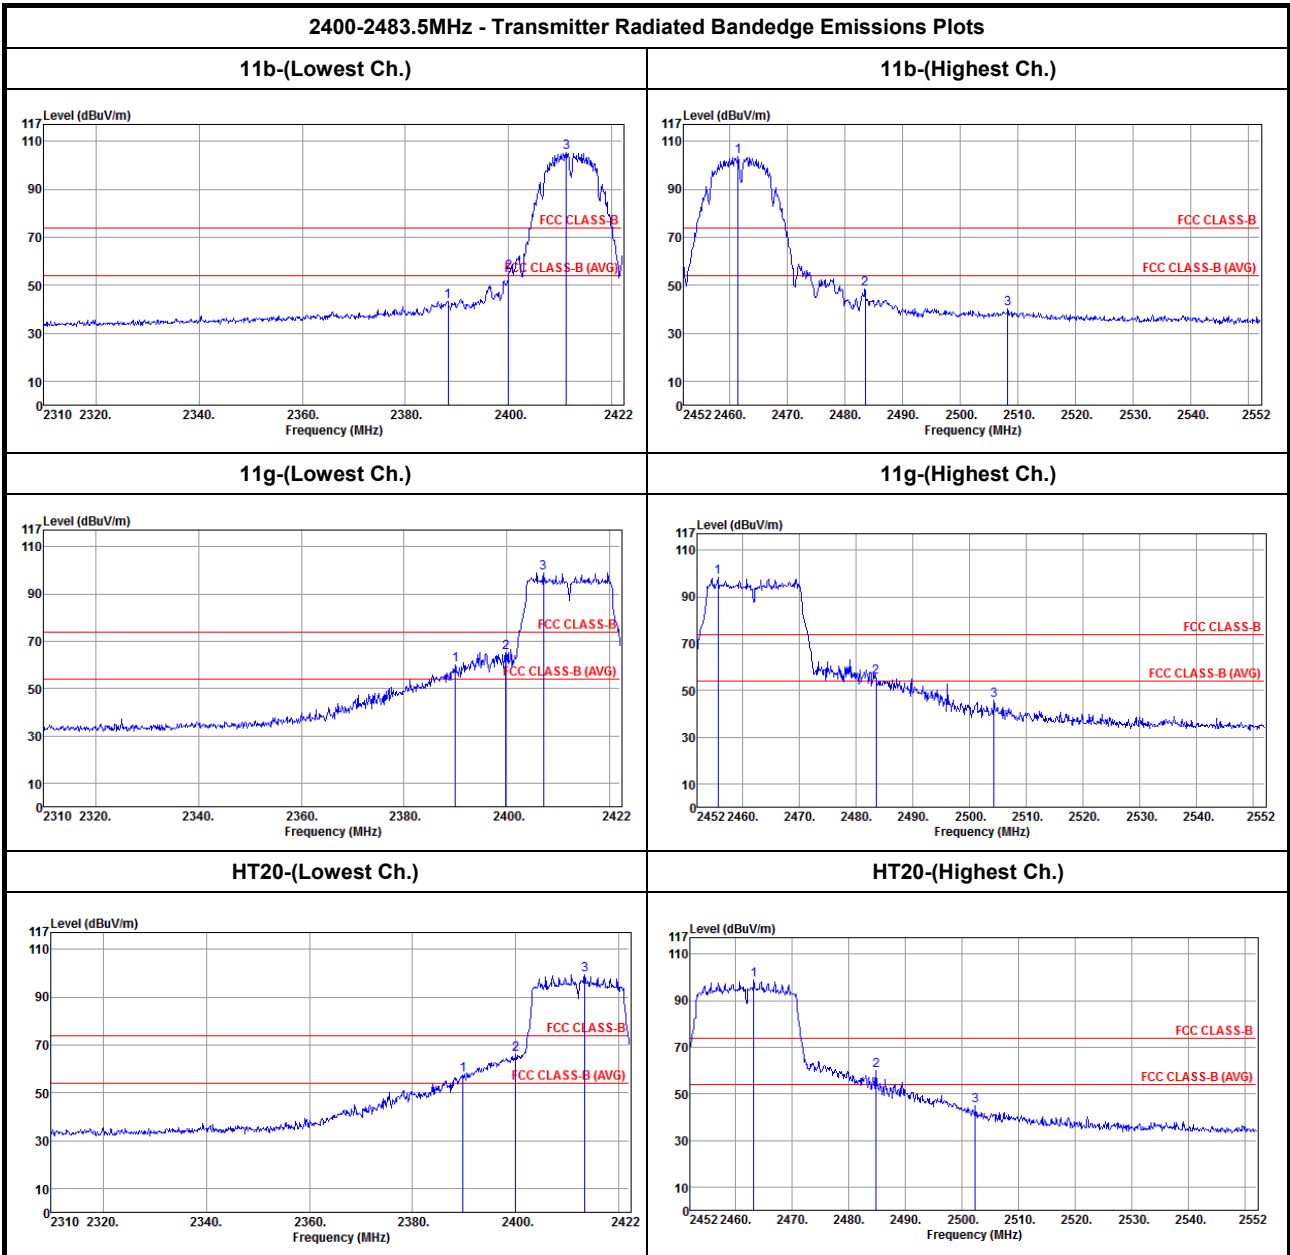 2400-2483.5MHz - Transmitter Radiated Bandedge Emissions Plots
11b-(Lowest Ch.)
11b-(Highest Ch.)
117 Level (dBuV/m)
110
90
70
50
30
10
0
3
FCC CLASS-B
2
FCC CLASS-B (AVG)
1
2310 2320. 2340. 2360. 2380. 2400. 2422
Frequency (MHz)
117 Level (dBuV/m)
110
90
70
50
30
10
0
1
FCC CLASS-B
FCC CLASS-B (AVG)
2
3
2452 2460. 2470. 2480. 2490. 2500. 2510. 2520. 2530. 2540. 2552
Frequency (MHz)
11g-(Lowest Ch.)
11g-(Highest Ch.)
117 Level (dBuV/m)
110
90
70
50
30
10
0
3
FCC CLASS-B
2
1
FCC CLASS-B (AVG)
2310 2320. 2340. 2360. 2380. 2400. 2422
Frequency (MHz)
117 Level (dBuV/m)
110
90
70
50
30
10
0
1
FCC CLASS-B
2
FCC CLASS-B (AVG)
3
2452 2460. 2470. 2480. 2490. 2500. 2510. 2520. 2530. 2540. 2552
Frequency (MHz)
HT20-(Lowest Ch.)
HT20-(Highest Ch.)
117 Level (dBuV/m)
110
90
70
50
30
10
0
3
FCC CLASS-B
2
1
FCC CLASS-B (AVG)
2310 2320. 2340. 2360. 2380. 2400. 2422
Frequency (MHz)
117 Level (dBuV/m)
110
90
70
50
30
10
0
1
FCC CLASS-B
2
FCC CLASS-B (AVG)
3
2452 2460. 2470. 2480. 2490. 2500. 2510. 2520. 2530. 2540. 2552
Frequency (MHz)